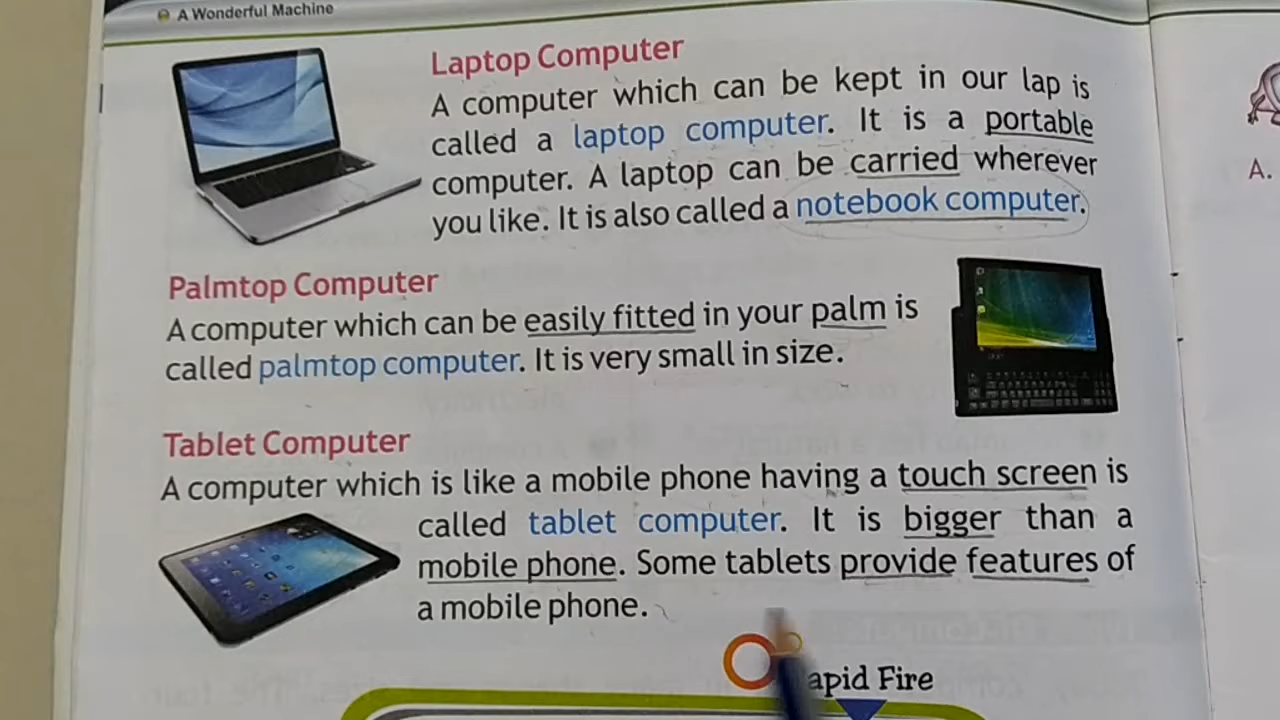 A Wonderful Machine
Laptop Computer
A computer which can be kept in our lap is
called a laptop computer. It is a portable
computer. A laptop can be carried wherever
you like. It is also called a notebook computer.
Palmtop Computer
A computer which can be easily fitted in your palm is
called palmtop computer. It is very small in size.
Tablet Computer
A computer which is like a mobile phone having a touch screen is
called tablet computer. It is bigger than a
mobile phone. Some tablets provide features of
a mobile phone.
Fire
A.